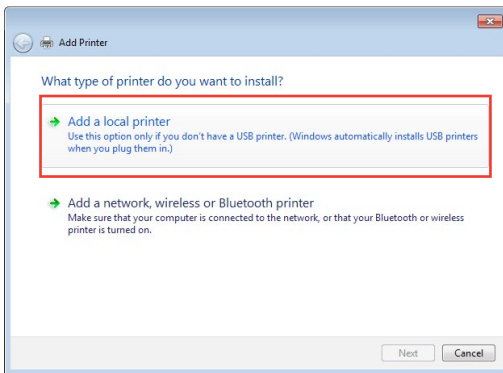 Add Printer
What type of printer do you want to install?
Add a local printer
Use this option only if you don't have a USB printer. (Windows automatically installs USB printers
when you plug them in.)
Add a network, wireless or Bluetooth printer
Make sure that your computer is connected to the network, or that your Bluetooth or wireless
printer is turned on.
Next Cancel